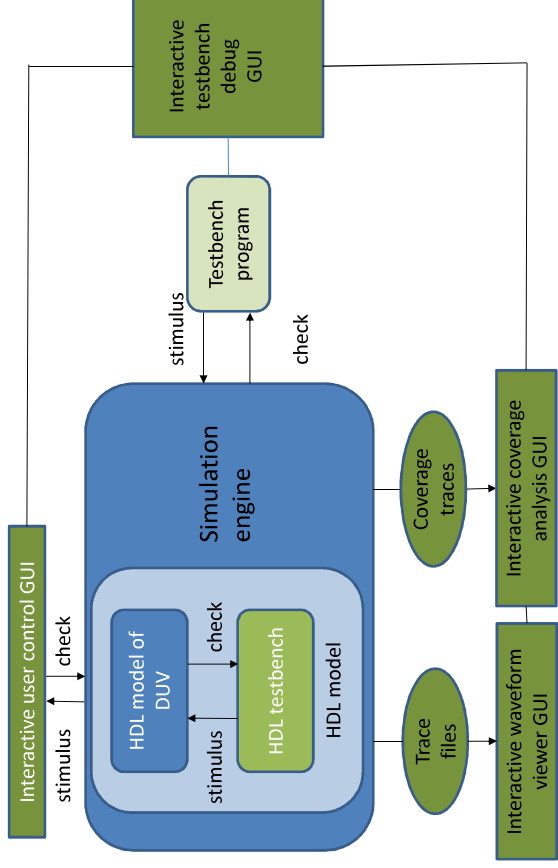 Interactive user control GUI
stimulus
check
Simulation
engine
HDL model of
DUV
stimulus
check
HDL testbench
HDL model
stimulus
check
Testbench
program
Interactive
testbench
debug
GUI
Trace
files
Coverage
traces
Interactive waveform
viewer GUI
Interactive coverage
analysis GUI